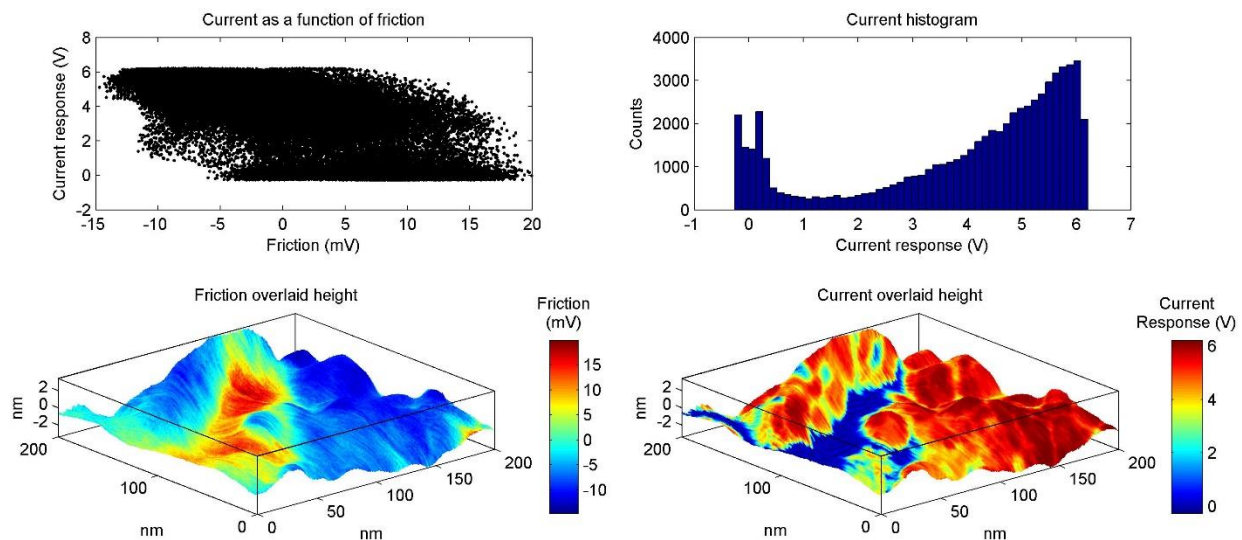 Current as a function of friction
8
6
4
2
0
-2
Current response (V)
-15 -10 -5 0 5 10 15 20
Friction (mV)
Current histogram
4000
3000
2000
1000
0
Counts
-1 0 1 2 3 4 5 6 7
Current response (V)
Friction overlaid height
Friction
(mV)
15
10
5
0
-5
-10
2
0
-2
nm
200
100
0
nm
0
50
100
150
200
nm
Current overlaid height
Current
Response (V)
6
4
2
0
2
0
-2
nm
200
100
0
nm
0
50
100
150
200
nm